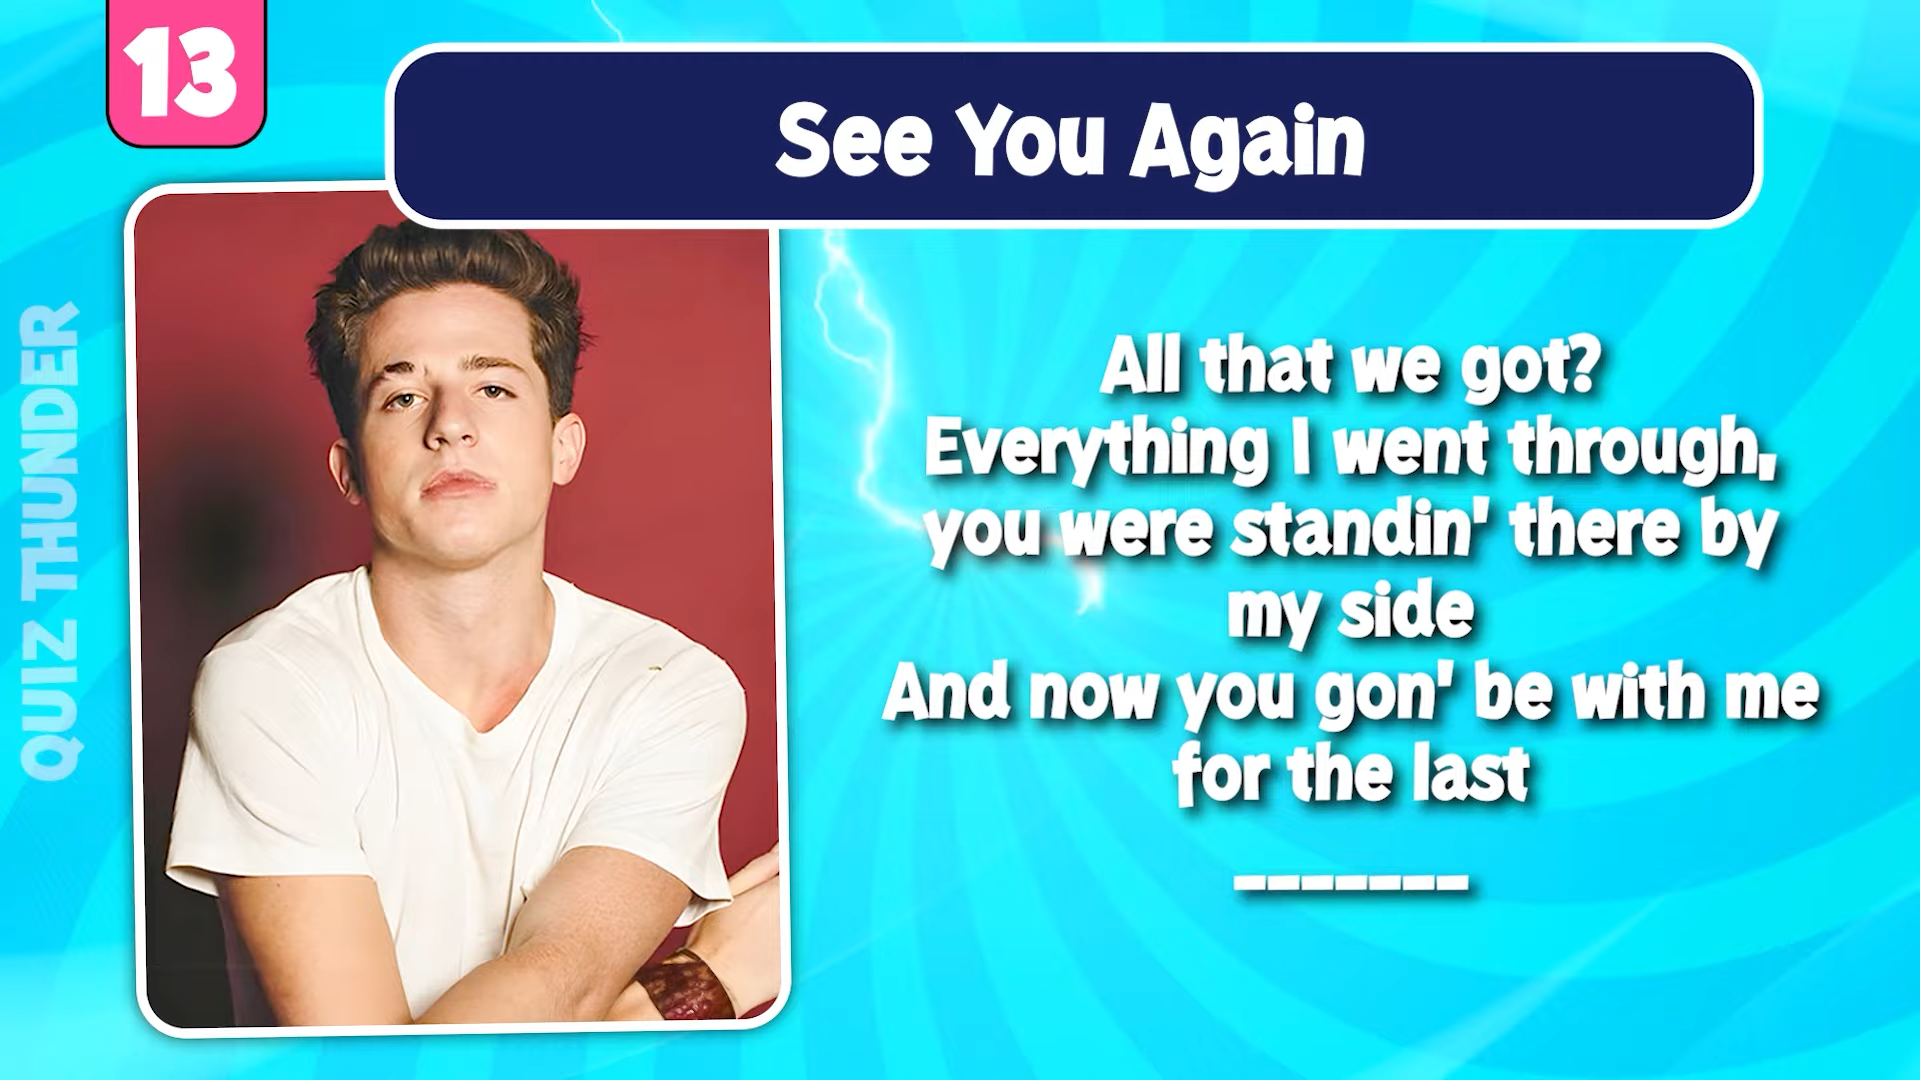 13
See You Again
QUIZ THUNDER
All that we got?
Everything I went through,
you were standin' there by
my side
And now you gon' be with me
for the last
_______